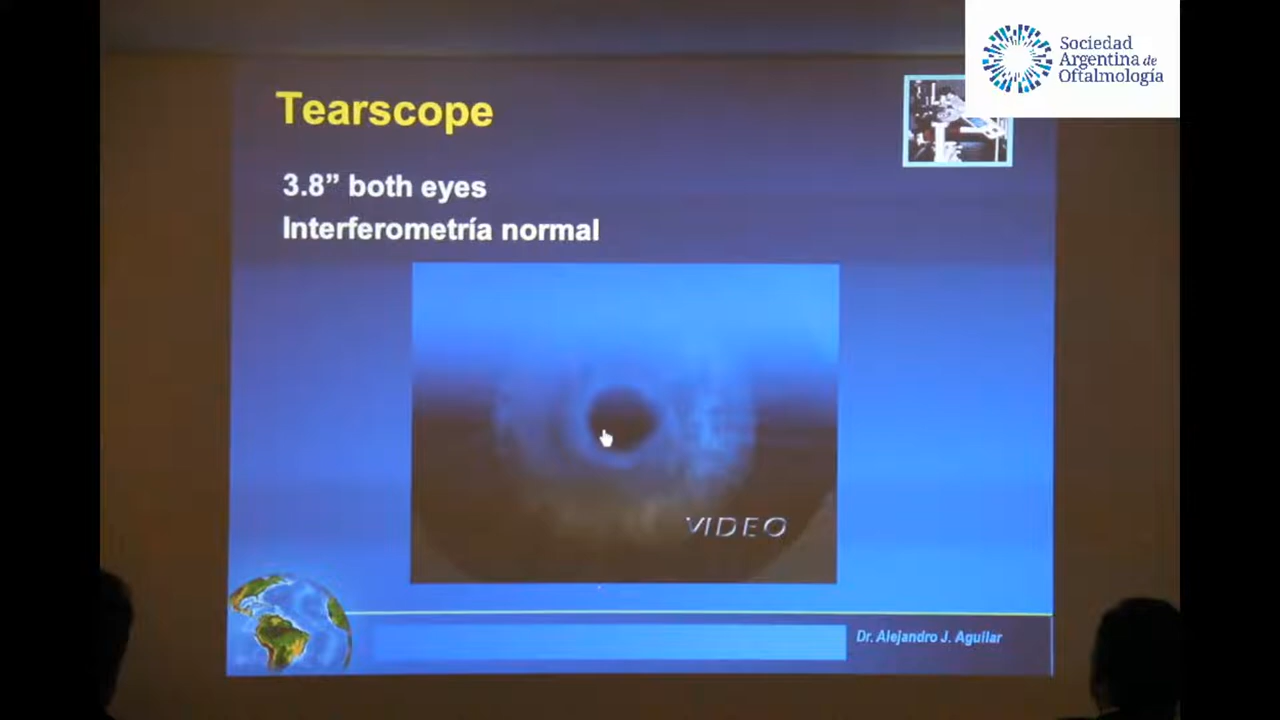 Sociedad
Argentina de
Oftalmología
Tearscope
3.8” both eyes
Interferometría normal
VIDEO
Dr. Alejandro J. Aguilar